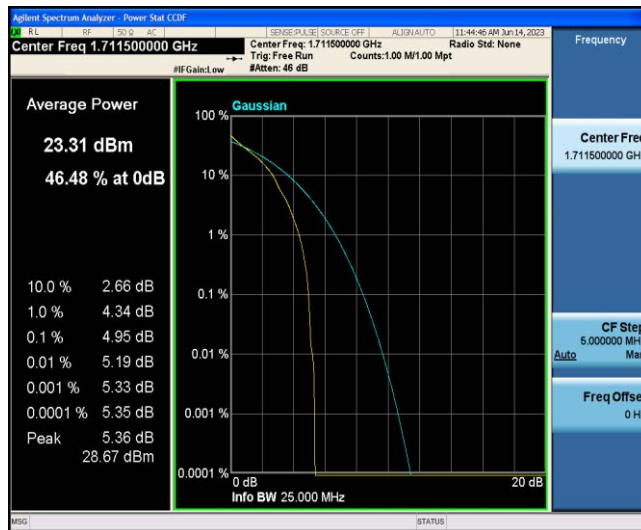 Agilent Spectrum Analyzer - Power Stat CCDF
RL RF 50 Ω AC SENSE:PULSE SOURCE OFF ALIGNAUTO 11:44:46 AM Jun 14, 2023
Center Freq 1.711500000 GHz
Center Freq: 1.711500000 GHz Radio Std: None
Trig: Free Run Counts:1.00 M/1.00 Mpt
#IFGain:Low #Atten: 46 dB
Frequency
Average Power
23.31 dBm
46.48 % at 0dB
10.0 % 2.66 dB
1.0 % 4.34 dB
0.1 % 4.95 dB
0.01 % 5.19 dB
0.001 % 5.33 dB
0.0001 % 5.35 dB
Peak 5.36 dB
28.67 dBm
Gaussian
100 %
10 %
1 %
0.1 %
0.01 %
0.001 %
0.0001 %
0 dB 20 dB
Info BW 25.000 MHz
Center Fre
1.711500000 GH
CF Step
5.000000 MH
Auto Ma
Freq Offse
0 H
MSG STATUS